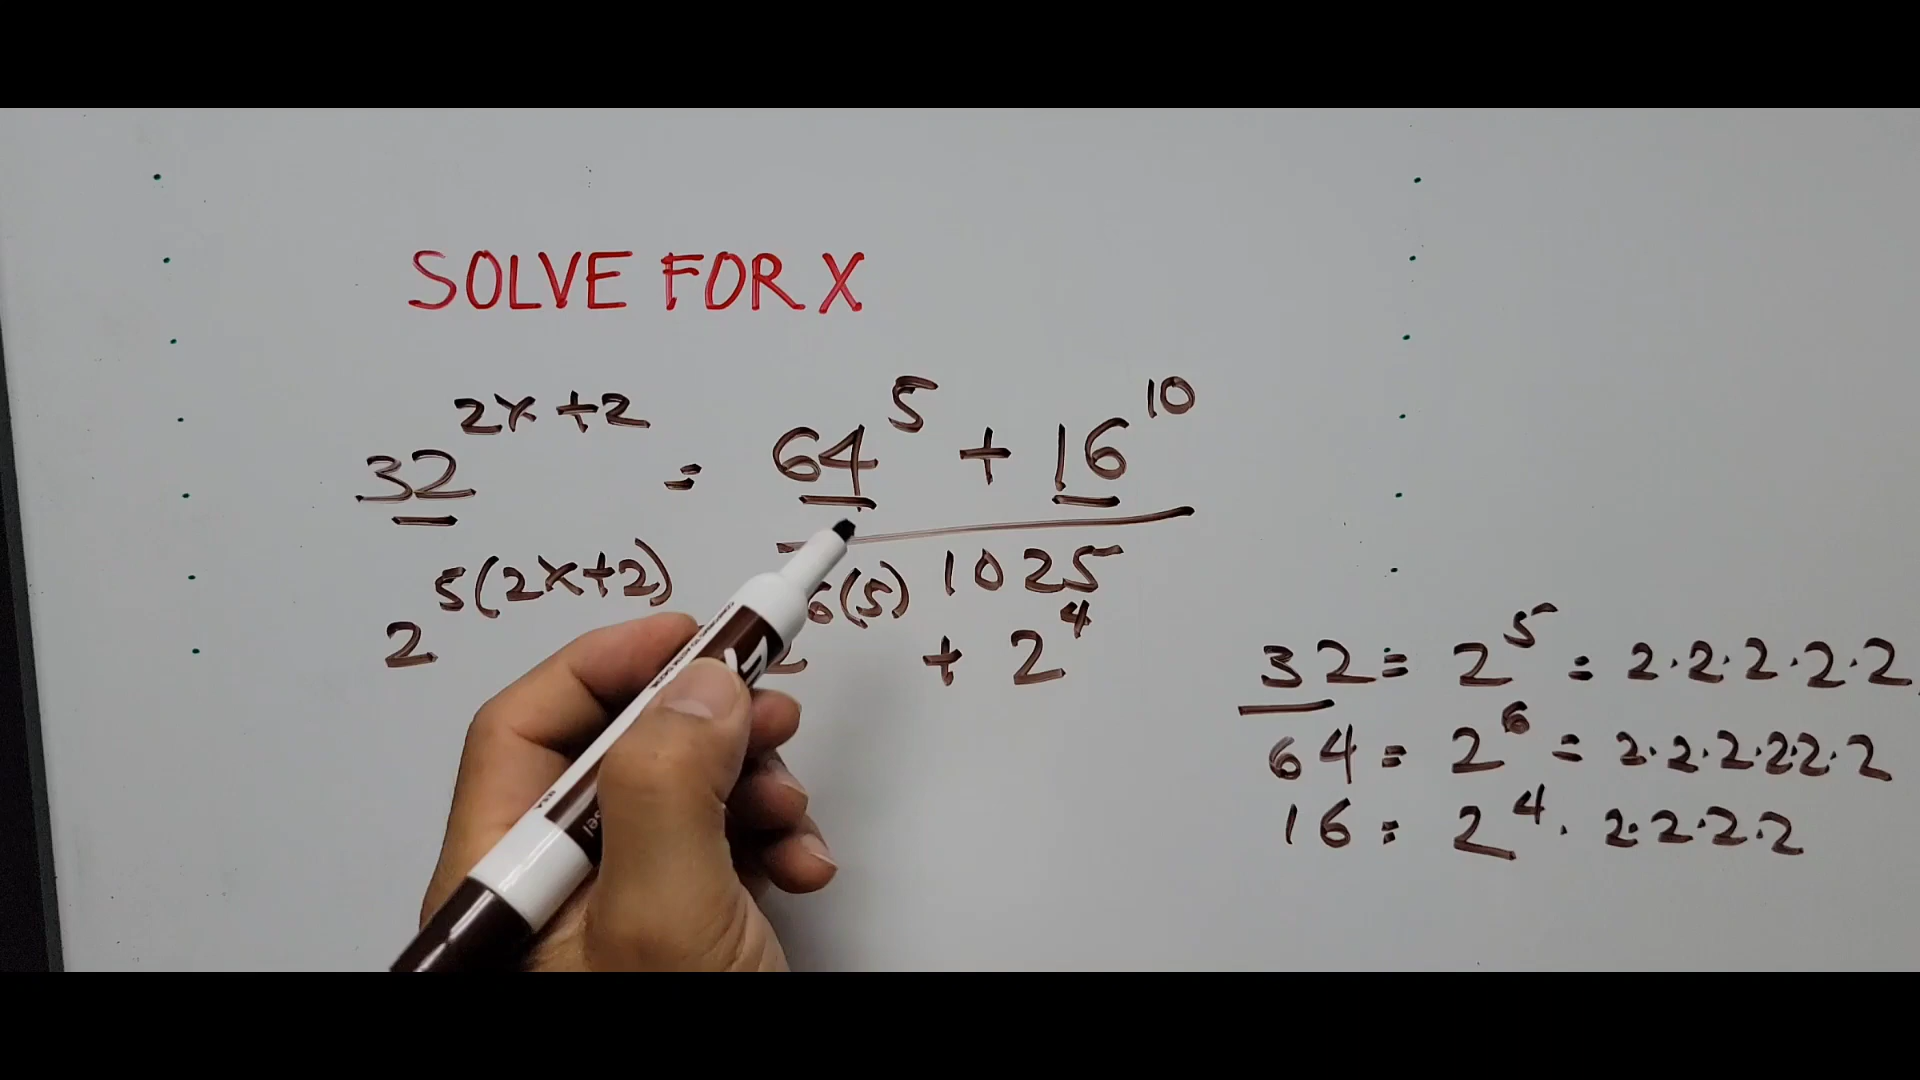 SOLVE FOR X
32^(2x+2) = (64^5 + 16^10) / 1025
2^(5(2x+2)) 2^(6(5)) + 2^4
32 = 2^5 = 2·2·2·2·2
64 = 2^6 = 2·2·2·2·2·2
16 = 2^4 · 2·2·2·2
USA